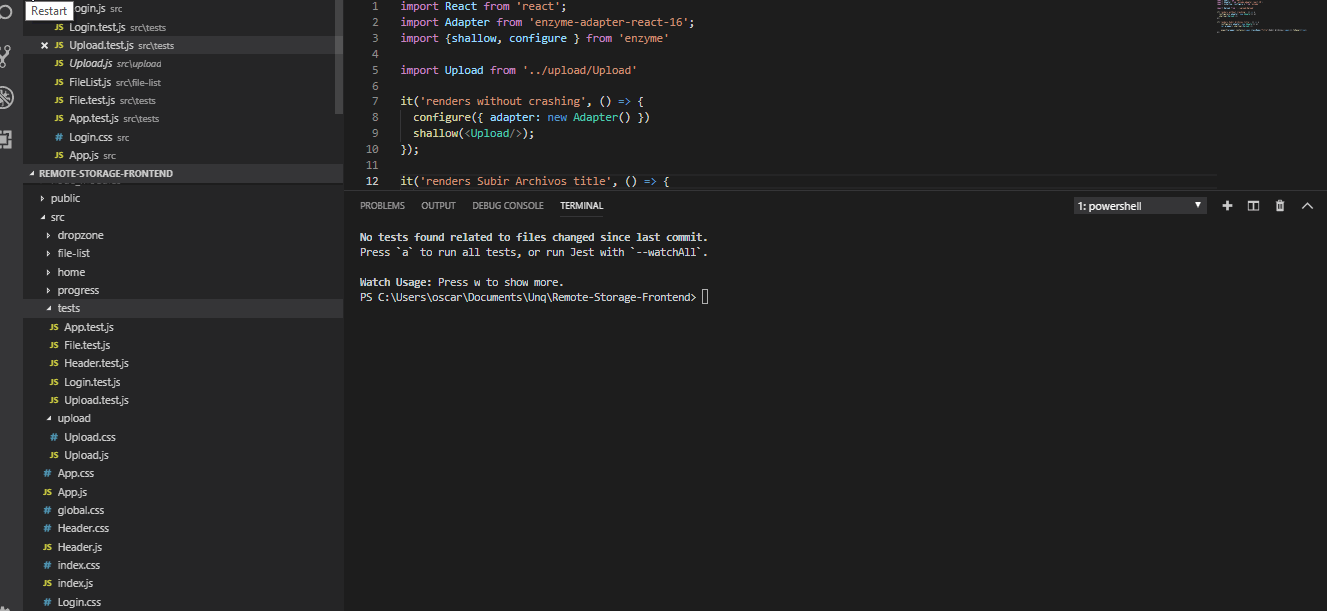 Restart
ogin.js src
JS Login.test.js src\tests
JS Upload.test.js src\tests
JS Upload.js src\upload
JS FileList.js src\file-list
JS File.test.js src\tests
JS App.test.js src\tests
# Login.css src
JS App.js src
REMOTE-STORAGE-FRONTEND
public
src
dropzone
file-list
home
progress
tests
JS App.test.js
JS File.test.js
JS Header.test.js
JS Login.test.js
JS Upload.test.js
upload
# Upload.css
JS Upload.js
# App.css
JS App.js
# global.css
# Header.css
JS Header.js
# index.css
JS index.js
# Login.css
1 import React from 'react';
2 import Adapter from 'enzyme-adapter-react-16';
3 import {shallow, configure } from 'enzyme'
4
5 import Upload from '../upload/Upload'
6
7 it('renders without crashing', () => {
8 configure({ adapter: new Adapter() })
9 shallow(<Upload/>);
10 });
11
12 it('renders Subir Archivos title', () => {
PROBLEMS OUTPUT DEBUG CONSOLE TERMINAL 1: powershell
No tests found related to files changed since last commit.
Press `a` to run all tests, or run Jest with `--watchAll`.
Watch Usage: Press w to show more.
PS C:\Users\oscar\Documents\Unq\Remote-Storage-Frontend>